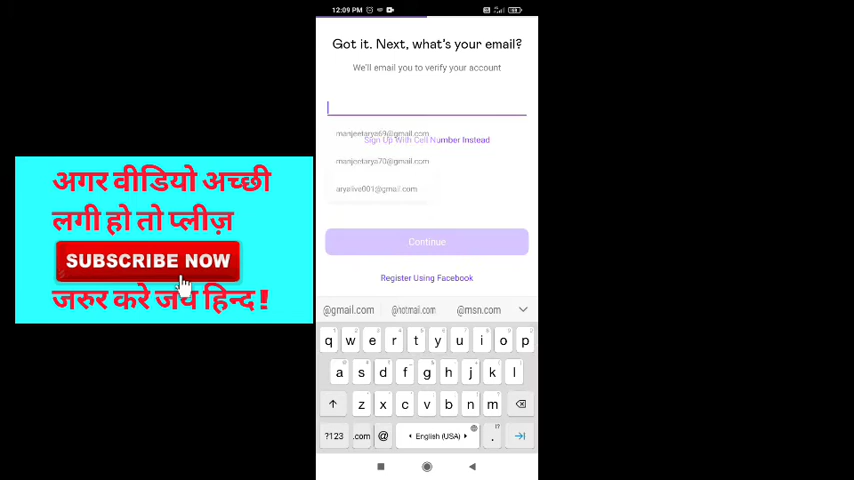 12:09 PM
Got it. Next, what's your email?
We'll email you to verify your account
manjeetarya69@gmail.com
Sign Up With Cell Number Instead
manjeetarya70@gmail.com
aryalive001@gmail.com
Continue
Register Using Facebook
@gmail.com @hotmail.com @msn.com
q w e r t y u i o p
a s d f g h j k l
z x c v b n m
?123 .com @ English (USA) .
अगर वीडियो अच्छी
लगी हो तो प्लीज़
SUBSCRIBE NOW
जरुर करे जय हिन्द !